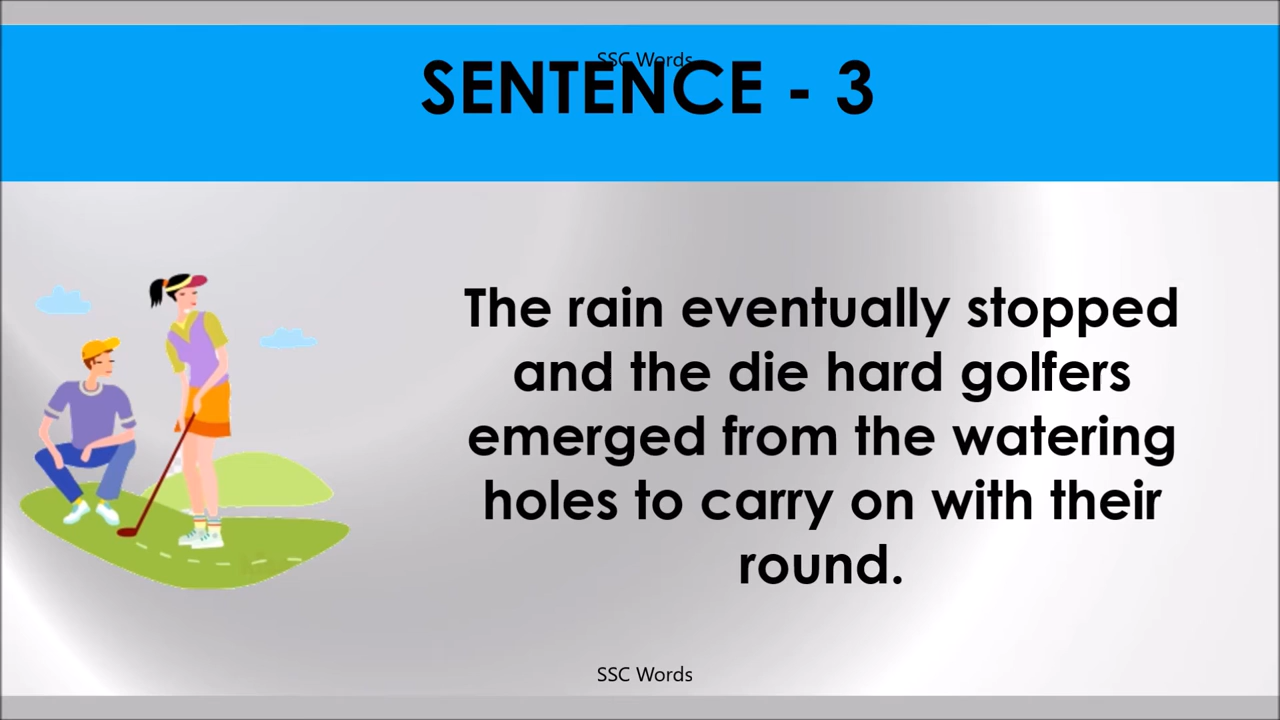 SSC Words
SENTENCE - 3
The rain eventually stopped
and the die hard golfers
emerged from the watering
holes to carry on with their
round.
SSC Words